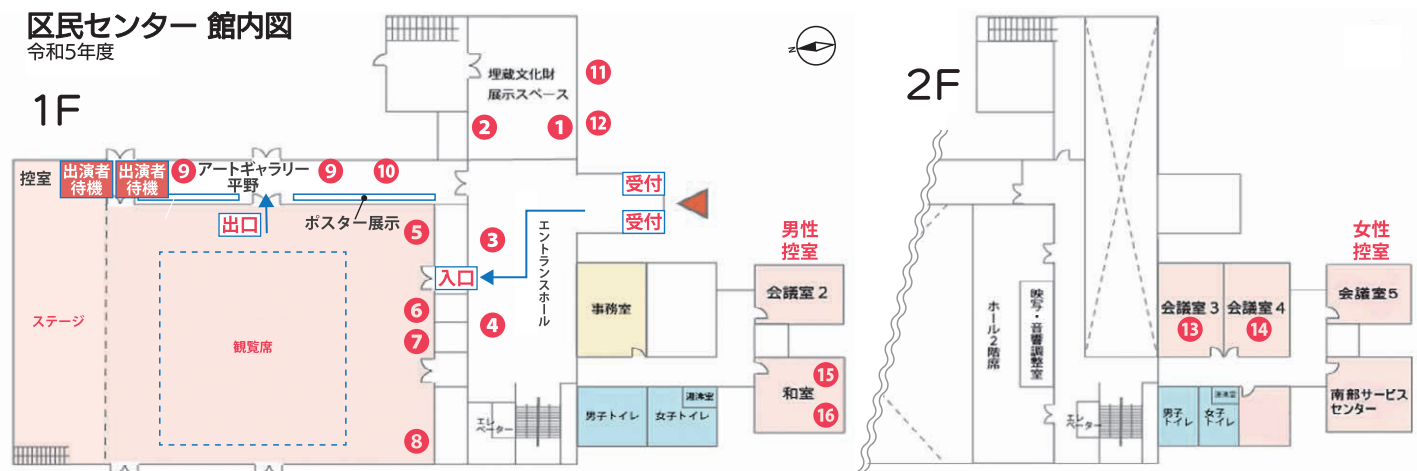 区民センター 館内図
令和5年度
1F
埋蔵文化財
展示スペース
11
12
2
1
N
控室
出演者
待機
出演者
待機
9
アートギャラリー
平野
9
10
ポスター展示
出口
受付
受付
5
3
入口
6
4
7
8
エントランスホール
ステージ
観覧席
事務室
男性
控室
会議室2
和室
15
16
男子トイレ
女子トイレ
湯沸室
エレ
ベーター
2F
ホール2階席
映写・音響調整室
会議室3
13
会議室4
14
女性
控室
会議室5
南部サービス
センター
エレ
ベーター
男子
トイレ
女子
トイレ
湯沸室